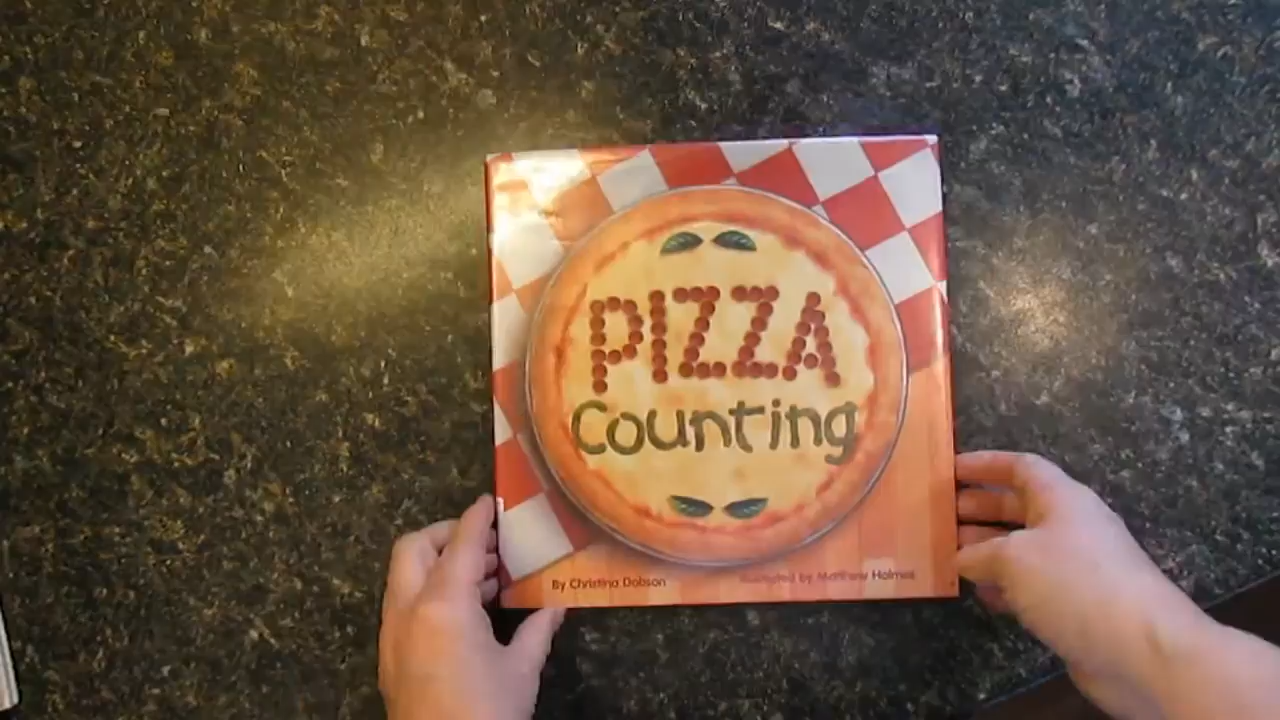 PIZZA
Counting
By Christina Dobson
Illustrated by Matthew Holmes